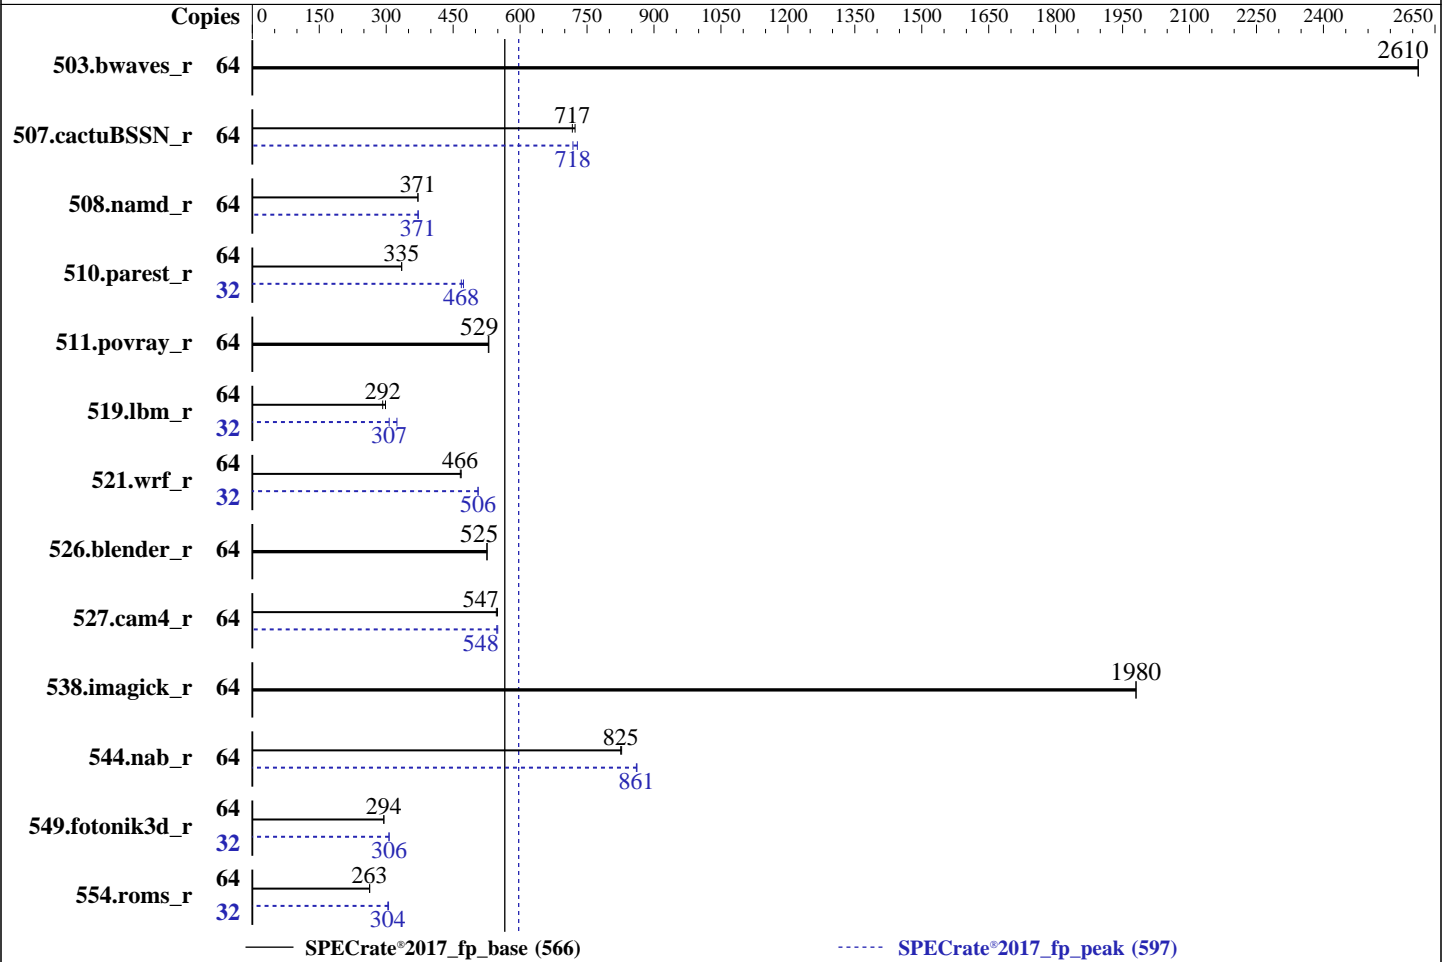 Copies 0 150 300 450 600 750 900 1050 1200 1350 1500 1650 1800 1950 2100 2250 2400 2650
2610
503.bwaves_r 64
717
507.cactuBSSN_r 64
718
371
508.namd_r 64
371
64 335
510.parest_r
32 468
529
511.povray_r 64
64 292
519.lbm_r
32 307
64 466
521.wrf_r
32 506
525
526.blender_r 64
547
527.cam4_r 64
548
1980
538.imagick_r 64
825
544.nab_r 64
861
64 294
549.fotonik3d_r
32 306
64 263
554.roms_r
32 304
SPECrate®2017_fp_base (566) SPECrate®2017_fp_peak (597)